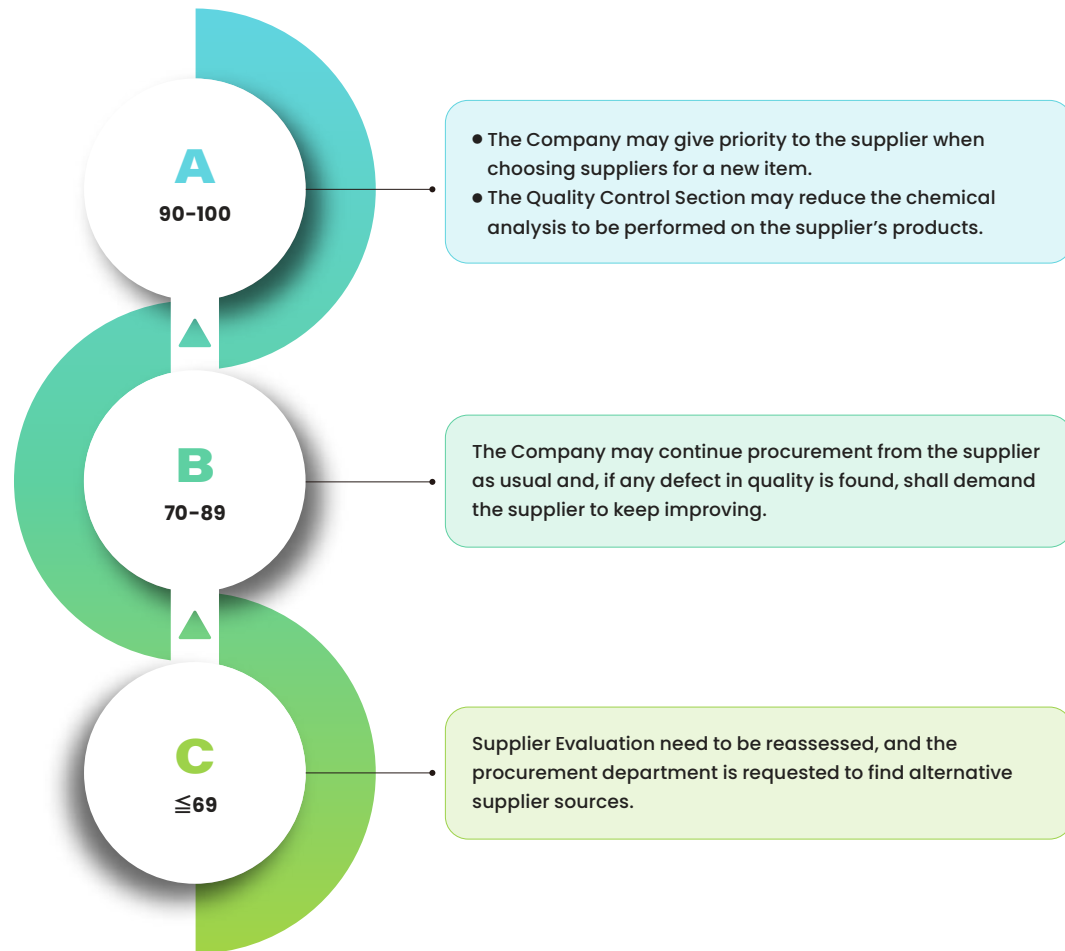 A
90-100
● The Company may give priority to the supplier when
choosing suppliers for a new item.
● The Quality Control Section may reduce the chemical
analysis to be performed on the supplier’s products.
B
70-89
The Company may continue procurement from the supplier
as usual and, if any defect in quality is found, shall demand
the supplier to keep improving.
C
≦69
Supplier Evaluation need to be reassessed, and the
procurement department is requested to find alternative
supplier sources.